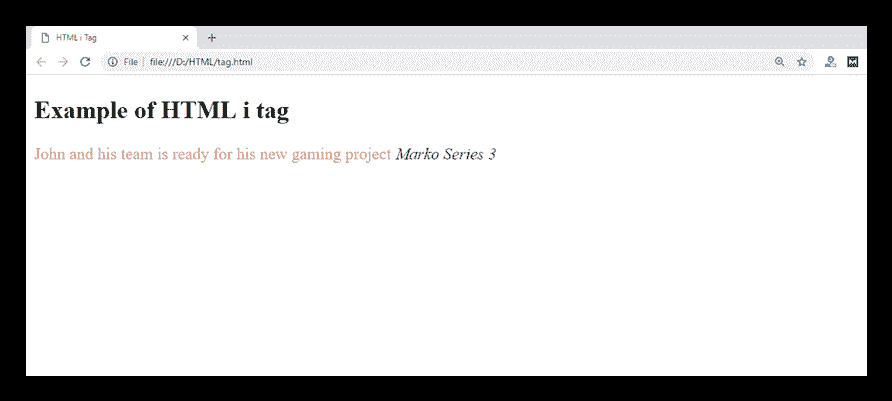 HTML i Tag
File file:///D:/HTML/tag.html
Example of HTML i tag
John and his team is ready for his new gaming project Marko Series 3